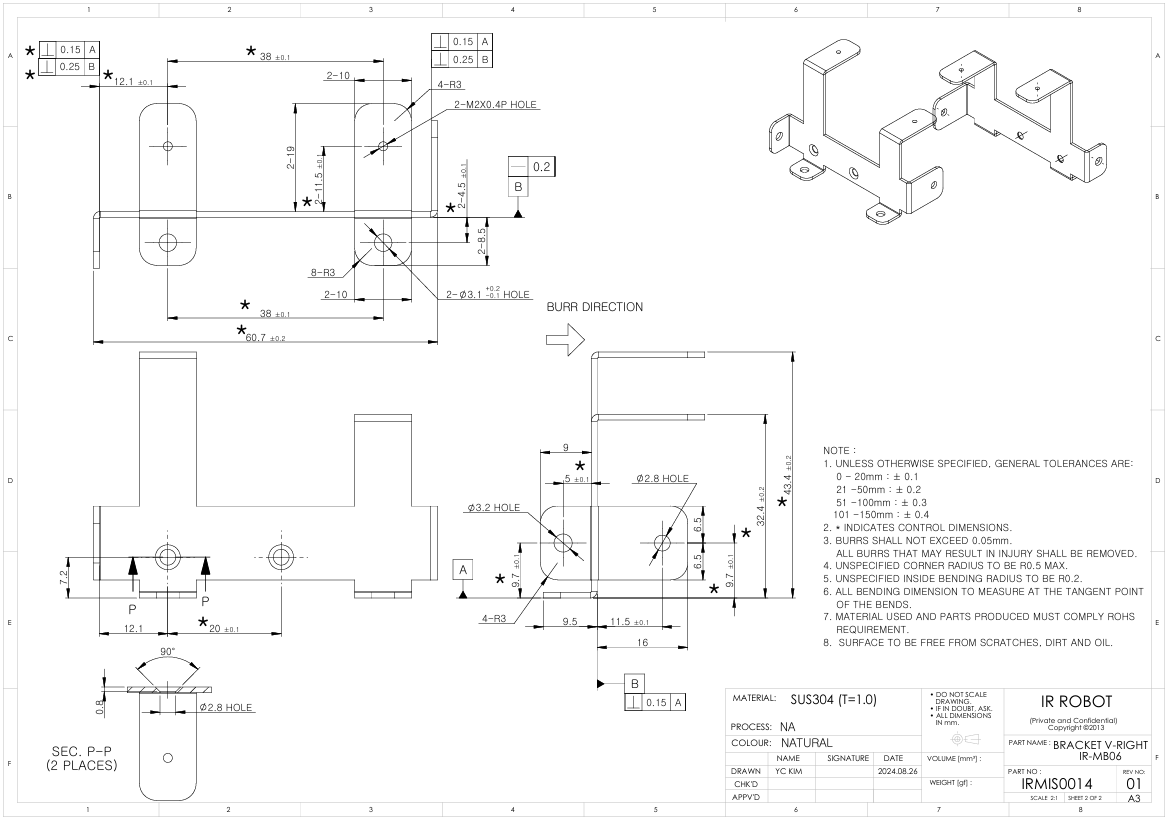 1 2 3 4 5 6 7 8
A
B
C
D
E
F
* ⊥ 0.15 A
* ⊥ 0.25 B
* 12.1 ±0.1
* 38 ±0.1
⊥ 0.15 A
⊥ 0.25 B
2-10
4-R3
2-M2X0.4P HOLE
2-19
* 2-11.5 ±0.1
* 2-4.5 ±0.1
2-8.5
— 0.2
B
8-R3
2-10
2-Ø3.1 +0.2 -0.1 HOLE
* 38 ±0.1
* 60.7 ±0.2
BURR DIRECTION
7.2
P P
12.1
* 20 ±0.1
9
* 5 ±0.1
Ø2.8 HOLE
Ø3.2 HOLE
6.5
6.5
* 9.7 ±0.1
* 9.7 ±0.1
*
* 32.4 ±0.2
* 43.4 ±0.2
A
4-R3
9.5
11.5 ±0.1
16
B
⊥ 0.15 A
90°
0.8
Ø2.8 HOLE
SEC. P-P
(2 PLACES)
NOTE :
1. UNLESS OTHERWISE SPECIFIED, GENERAL TOLERANCES ARE:
0 - 20mm : ± 0.1
21 -50mm : ± 0.2
51 -100mm : ± 0.3
101 -150mm : ± 0.4
2. * INDICATES CONTROL DIMENSIONS.
3. BURRS SHALL NOT EXCEED 0.05mm.
ALL BURRS THAT MAY RESULT IN INJURY SHALL BE REMOVED.
4. UNSPECIFIED CORNER RADIUS TO BE R0.5 MAX.
5. UNSPECIFIED INSIDE BENDING RADIUS TO BE R0.2.
6. ALL BENDING DIMENSION TO MEASURE AT THE TANGENT POINT
OF THE BENDS.
7. MATERIAL USED AND PARTS PRODUCED MUST COMPLY ROHS
REQUIREMENT.
8. SURFACE TO BE FREE FROM SCRATCHES, DIRT AND OIL.
MATERIAL: SUS304 (T=1.0)
PROCESS: NA
COLOUR: NATURAL
NAME SIGNATURE DATE
DRAWN YC KIM 2024.08.26
CHK'D
APPV'D
• DO NOT SCALE
DRAWING.
• IF IN DOUBT, ASK.
• ALL DIMENSIONS
IN mm.
VOLUME [mm³] :
WEIGHT [gf] :
IR ROBOT
(Private and Confidential)
Copyright ©2013
PART NAME : BRACKET V-RIGHT
IR-MB06
PART NO : REV NO:
IRMIS0014 01
SCALE 2:1 SHEET 2 OF 2 A3
A
B
C
D
E
F
1 2 3 4 5 6 7 8